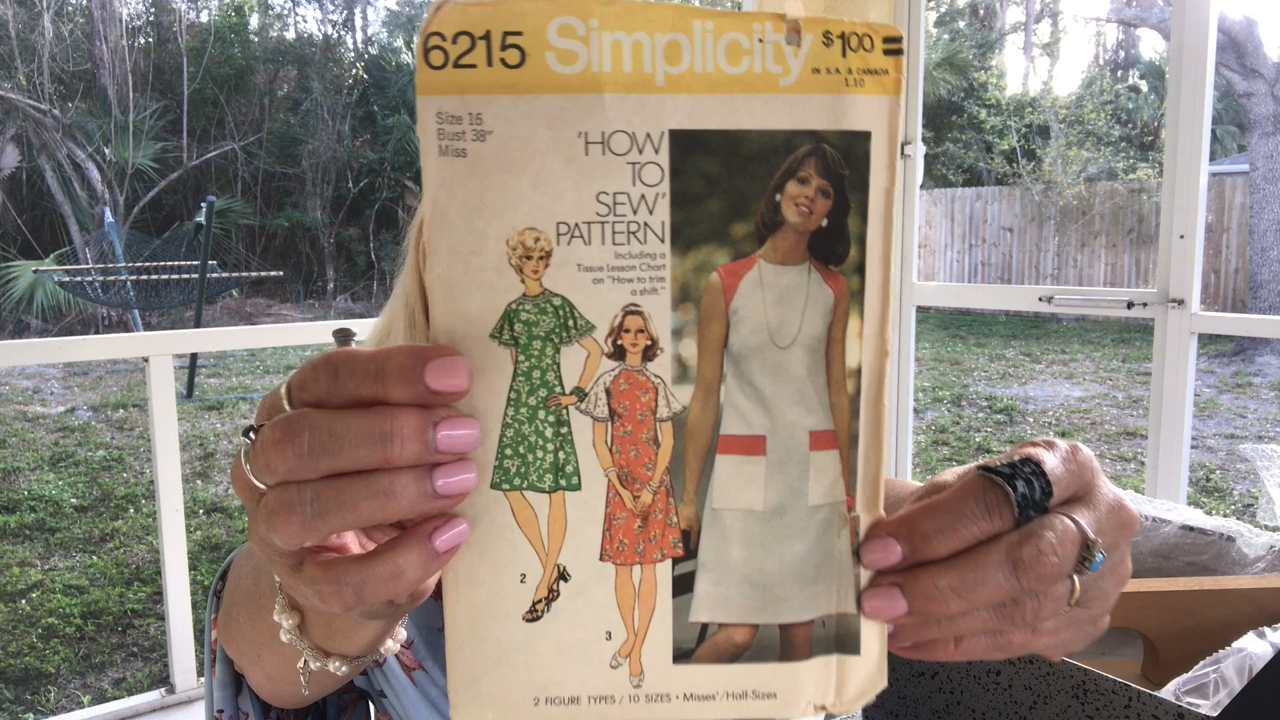 6215 Simplicity $1.00
IN S.A. & CANADA
1.10
Size 16
Bust 38"
Miss
'HOW
TO
SEW'
PATTERN
Including a
Tissue Lesson Chart
on "How to trim
a shift."
2
3
2 FIGURE TYPES / 10 SIZES • Misses'/Half-Sizes